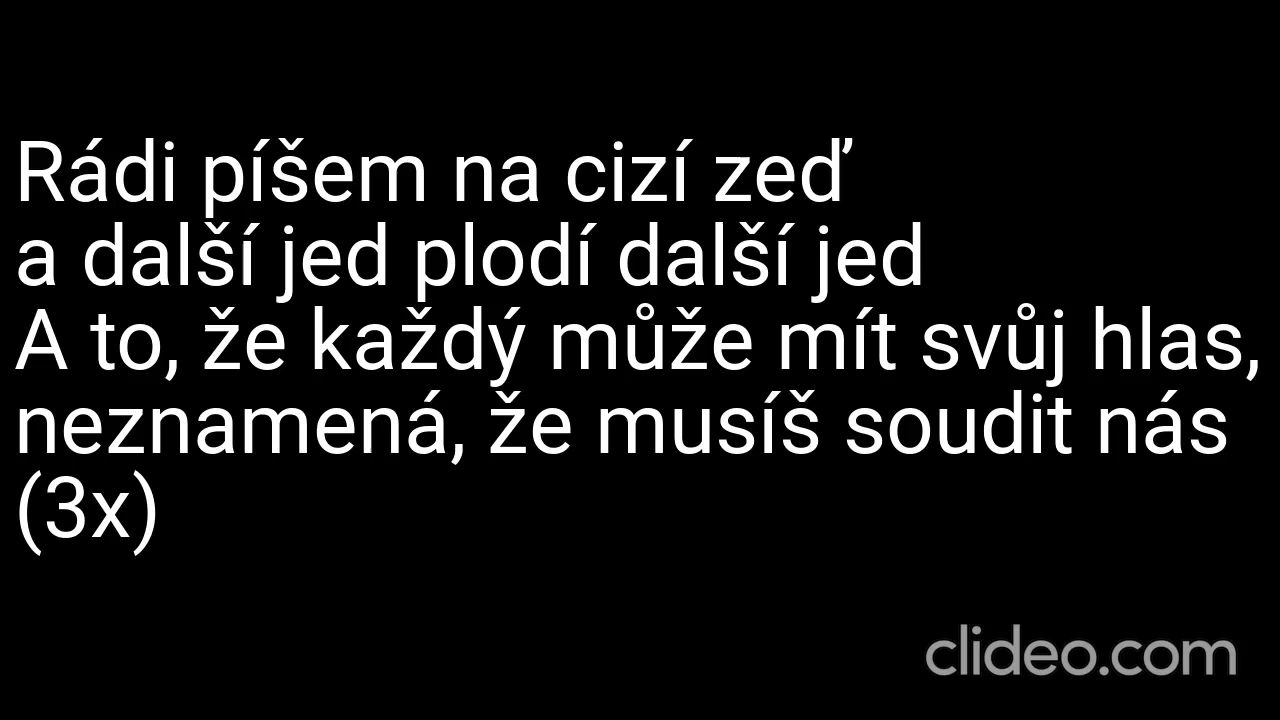 Rádi píšem na cizí zeď
a další jed plodí další jed
A to, že každý může mít svůj hlas,
neznamená, že musíš soudit nás
(3x)
clideo.com